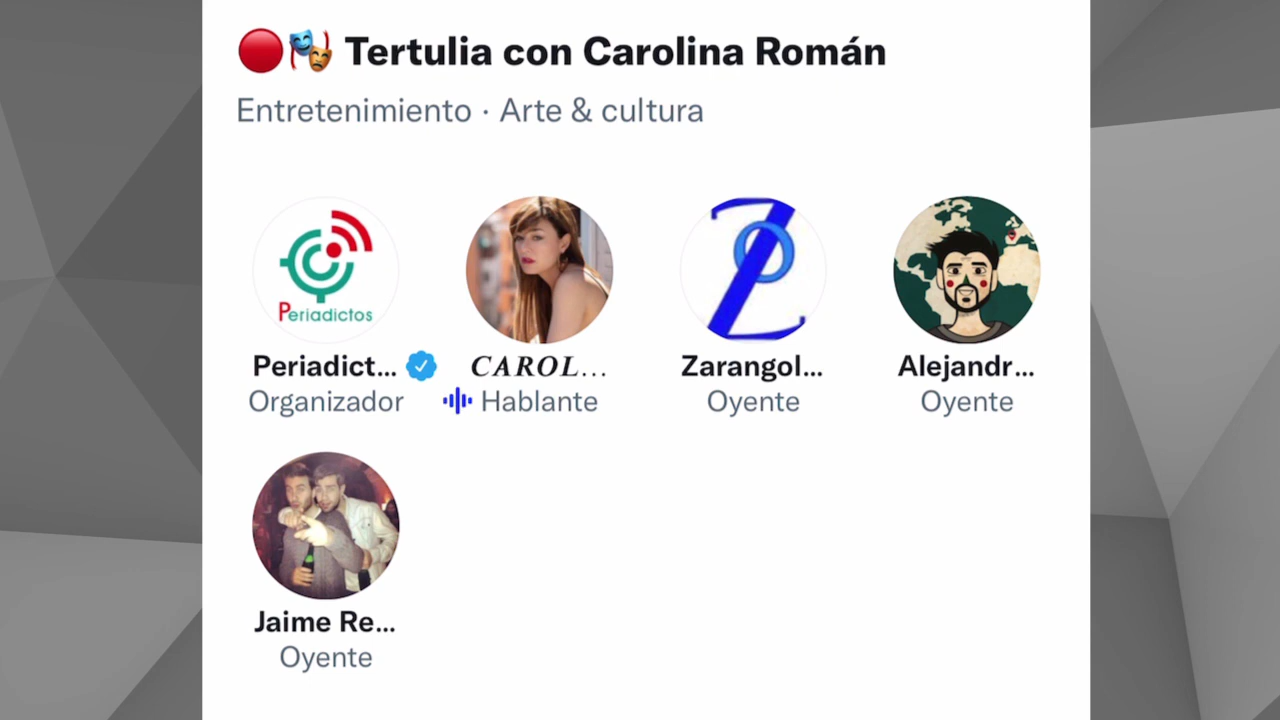 🔴🎭 Tertulia con Carolina Román
Entretenimiento · Arte & cultura
Periadictos
Periadict... CAROL... Zarangol... Alejandr...
Organizador Hablante Oyente Oyente
Jaime Re...
Oyente